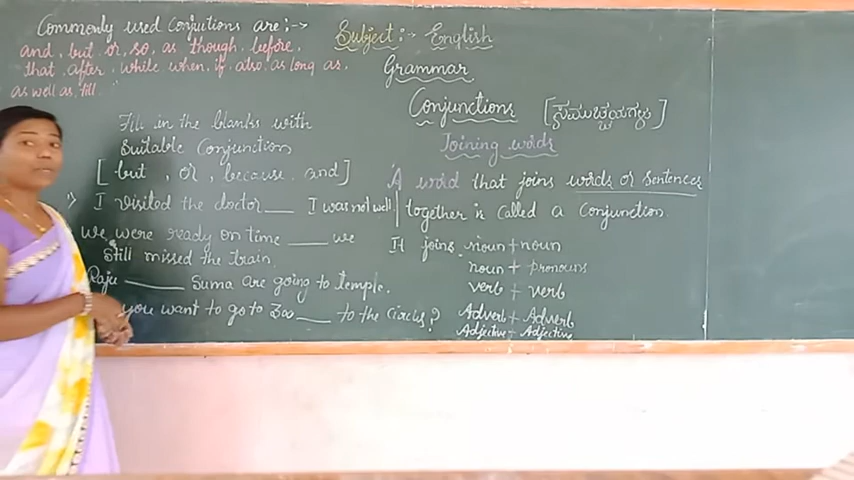 Commonly used Conjuctions are :->
and, but, or, so, as, though, before,
that, after, while, when, if, also, as long as,
as well as, till.
Fill in the blanks with
Suitable Conjunction
[but, or, because, and]
I visited the doctor ___ I was not well
we were ready on time ___ we
still missed the train.
Raju ___ Suma are going to temple.
you want to go to Zoo ___ to the Circus?
Subject :- English
Grammar
Conjunctions [ಸಮುಚ್ಚಯಗಳು]
Joining words
A word that joins words or Sentences
together is called a Conjunction.
It joins noun + noun
noun + pronouns
verb + verb
Adverb + Adverb
Adjective + Adjective